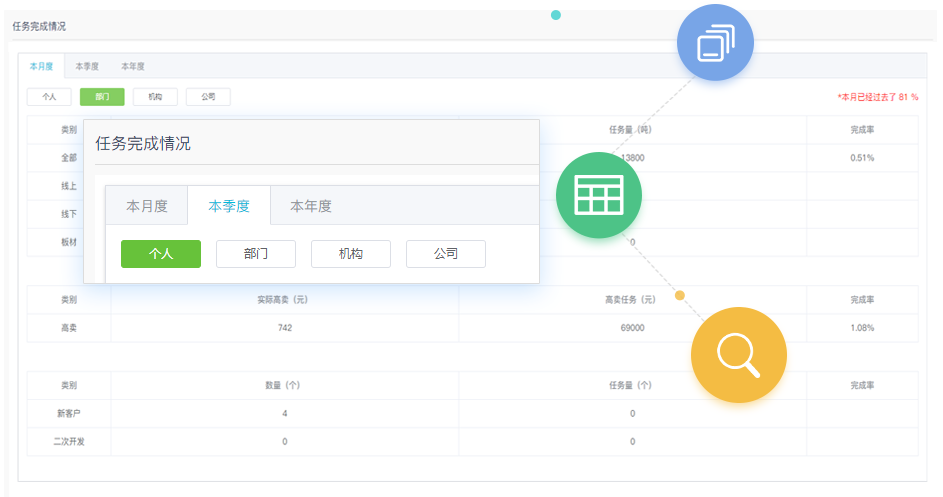 任务完成情况
本月度 本季度 本年度
个人 部门 机构 公司 *本月已经过去了 81 %
类别 任务量（吨） 完成率
全部 13800 0.51%
线上
线下
板材 0
任务完成情况
本月度 本季度 本年度
个人 部门 机构 公司
类别 实际高卖（元） 高卖任务（元） 完成率
高卖 742 69000 1.08%
类别 数量（个） 任务量（个） 完成率
新客户 4 0
二次开发 0 0